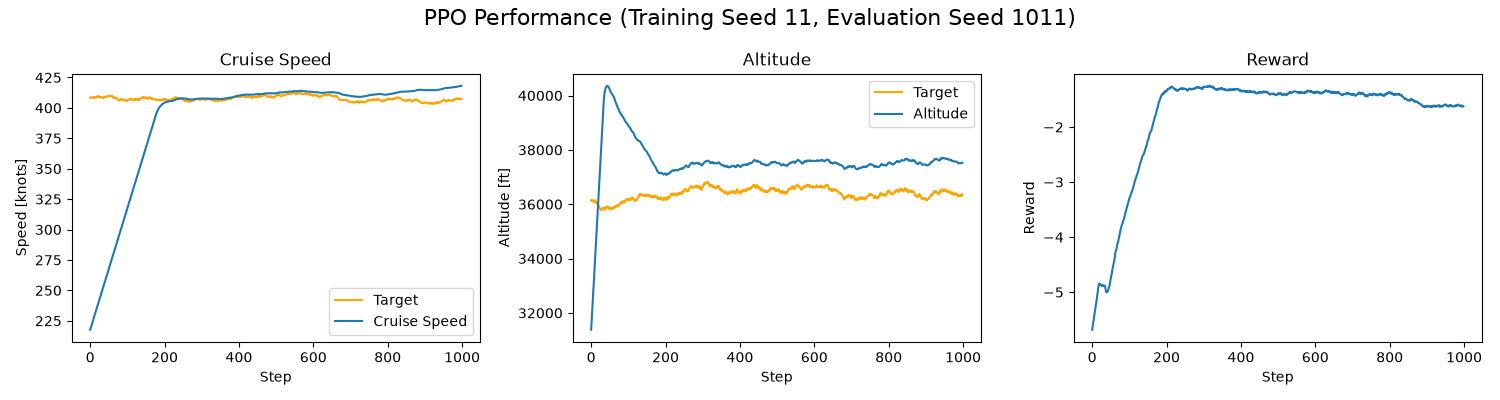 PPO Performance (Training Seed 11, Evaluation Seed 1011)
Cruise Speed
425
400
375
350
325
300
275
250
225
Speed [knots]
0 200 400 600 800 1000
Step
Target
Cruise Speed
Altitude
40000
38000
36000
34000
32000
Altitude [ft]
0 200 400 600 800 1000
Step
Target
Altitude
Reward
−2
−3
−4
−5
Reward
0 200 400 600 800 1000
Step